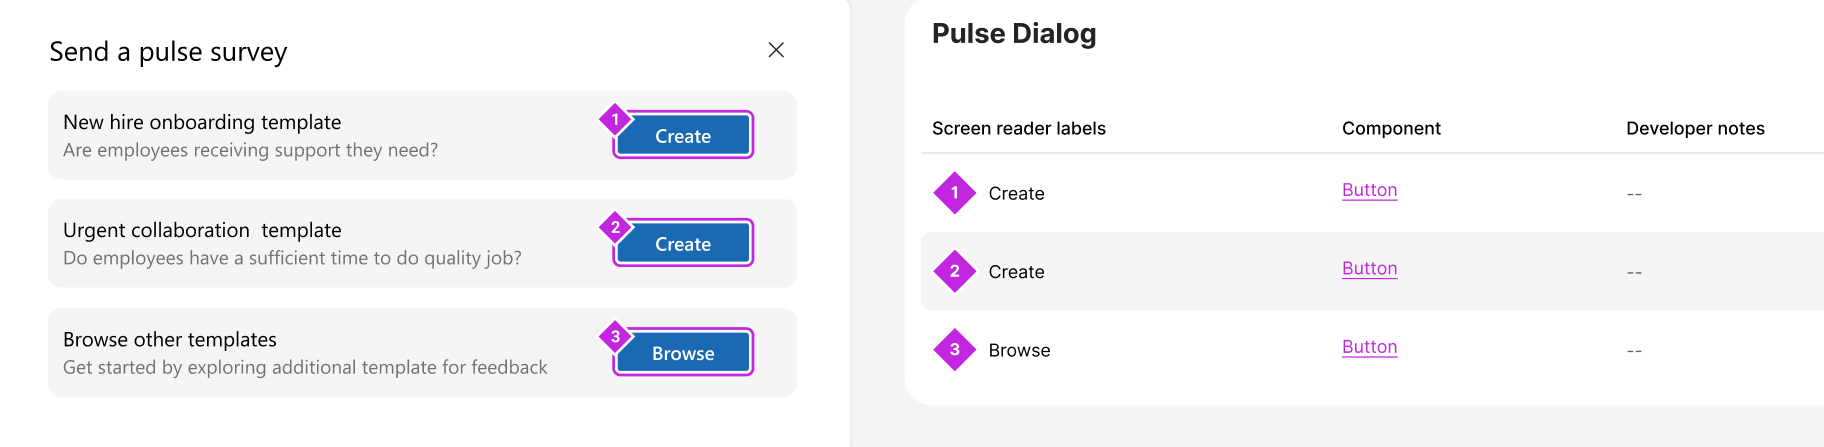 Send a pulse survey
New hire onboarding template
Are employees receiving support they need?
1
Create
Urgent collaboration  template
Do employees have a sufficient time to do quality job?
2
Create
Browse other templates
Get started by exploring additional template for feedback
3
Browse
Pulse Dialog
Screen reader labels Component Developer notes
1 Create Button --
2 Create Button --
3 Browse Button --